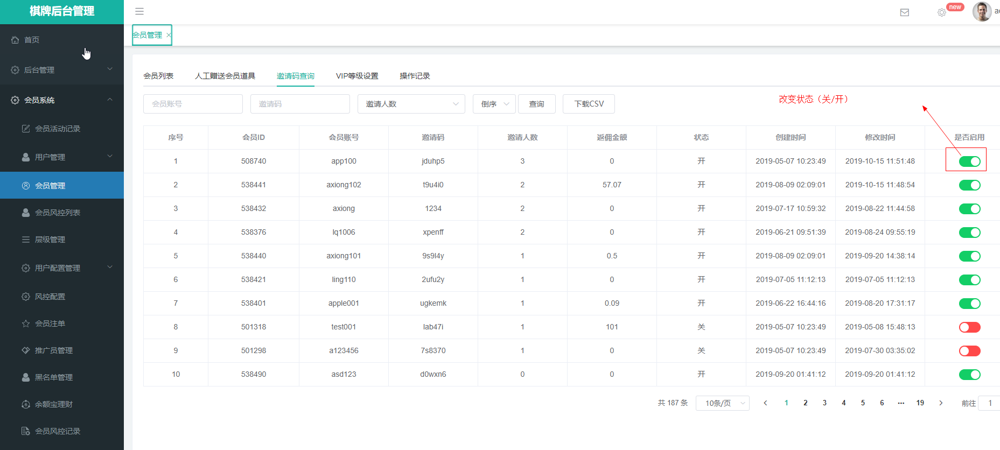 棋牌后台管理
new
ac
首页
后台管理
会员系统
会员活动记录
用户管理
会员管理
会员风控列表
层级管理
用户配置管理
风控配置
会员注单
推广员管理
黑名单管理
余额宝理财
会员风控记录
会员管理
会员列表 人工赠送会员道具 邀请码查询 VIP等级设置 操作记录
会员账号 邀请码 邀请人数 倒序 查询 下载CSV
改变状态（关/开）
序号 会员ID 会员账号 邀请码 邀请人数 返佣金额 状态 创建时间 修改时间 是否启用
1 508740 app100 jduhp5 3 0 开 2019-05-07 10:23:49 2019-10-15 11:51:48
2 538441 axiong102 t9u4i0 2 57.07 开 2019-08-09 02:09:01 2019-10-15 11:48:54
3 538432 axiong 1234 2 0 开 2019-07-17 10:59:32 2019-08-22 11:44:58
4 538376 lq1006 xpenff 2 0 开 2019-06-21 09:51:39 2019-08-24 09:55:19
5 538440 axiong101 9s9l4y 1 0.5 开 2019-08-09 02:09:01 2019-09-20 14:38:14
6 538421 ling110 2ufu2y 1 0 开 2019-07-05 11:12:13 2019-07-05 11:12:13
7 538401 apple001 ugkemk 1 0.09 开 2019-06-22 16:44:16 2019-08-20 17:31:17
8 501318 test001 lab47i 1 101 关 2019-05-07 10:23:49 2019-05-08 15:48:13
9 501298 a123456 7s8370 1 0 关 2019-05-07 10:23:49 2019-07-30 03:35:02
10 538490 asd123 d0wxn6 0 0 开 2019-09-20 01:41:12 2019-09-20 01:41:12
共 187 条 10条/页 1 2 3 4 5 6 ··· 19 前往 1